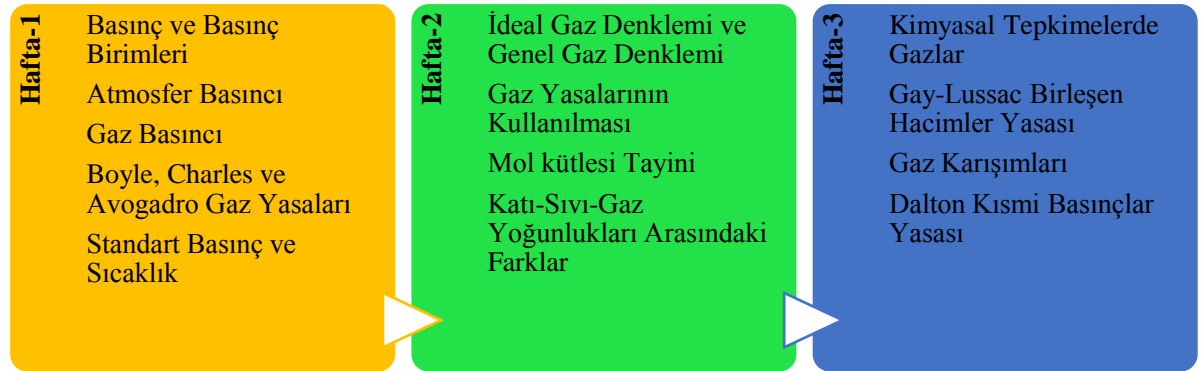 Hafta-1
Basınç ve Basınç
Birimleri
Atmosfer Basıncı
Gaz Basıncı
Boyle, Charles ve
Avogadro Gaz Yasaları
Standart Basınç ve
Sıcaklık
Hafta-2
İdeal Gaz Denklemi ve
Genel Gaz Denklemi
Gaz Yasalarının
Kullanılması
Mol kütlesi Tayini
Katı-Sıvı-Gaz
Yoğunlukları Arasındaki
Farklar
Hafta-3
Kimyasal Tepkimelerde
Gazlar
Gay-Lussac Birleşen
Hacimler Yasası
Gaz Karışımları
Dalton Kısmi Basınçlar
Yasası